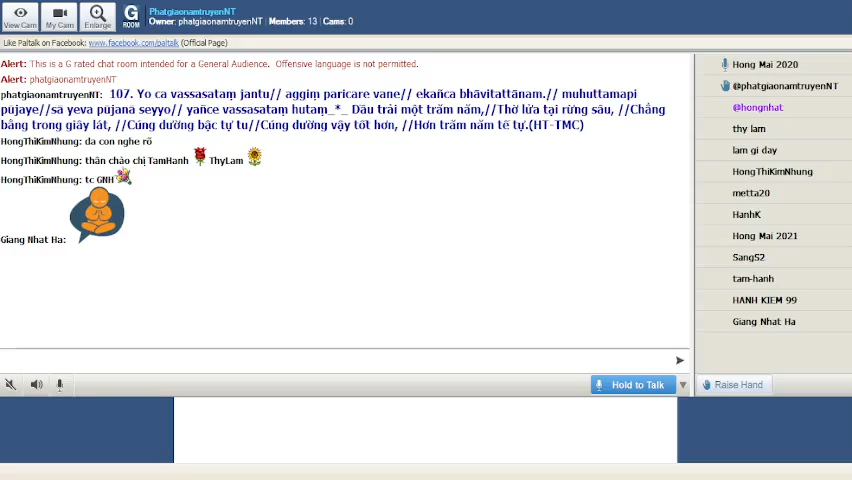 View Cam
My Cam
Enlarge
G
ROOM
PhatgiaonamtruyenNT
Owner: phatgiaonamtruyenNT | Members: 13 | Cams: 0
Like Paltalk on Facebook: www.facebook.com/paltalk (Official Page)
Alert: This is a G rated chat room intended for a General Audience. Offensive language is not permitted.
Alert: phatgiaonamtruyenNT
phatgiaonamtruyenNT: 107. Yo ca vassasataṃ jantu// aggiṃ paricare vane// ekañca bhāvitattānaṃ.// muhuttamapi
pūjaye//sā yeva pūjanā seyyo// yañce vassasataṃ hutaṃ_*_ Dầu trải một trăm năm,//Thờ lửa tại rừng sâu, //Chẳng
bằng trong giây lát, //Cúng dường bậc tự tu//Cúng dường vậy tốt hơn, //Hơn trăm năm tế tự.(HT-TMC)
HongThiKimNhung: da con nghe rõ
HongThiKimNhung: thân chào chị TamHanh ThyLam
HongThiKimNhung: tc GNH
Giang Nhat Ha:
Hong Mai 2020
@phatgiaonamtruyenNT
@hongnhat
thy lam
lam gi day
HongThiKimNhung
metta20
HanhK
Hong Mai 2021
SangS2
tam-hanh
HẠNH KIEM 99
Giang Nhat Ha
Hold to Talk
Raise Hand